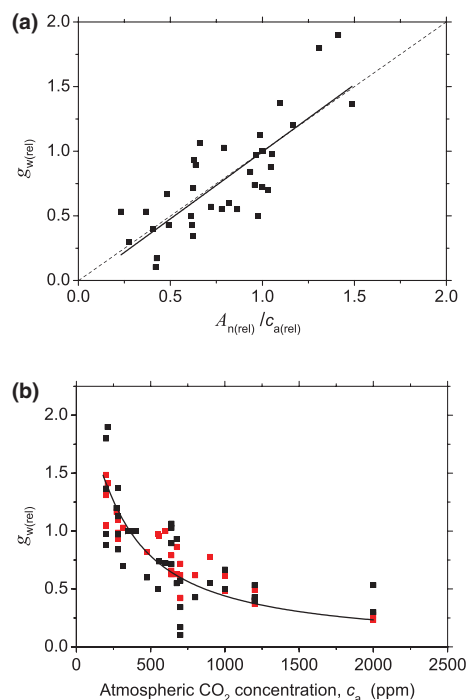 (a)
2.0
1.5
1.0
0.5
0.0
g_w(rel)
0.0 0.5 1.0 1.5 2.0
A_n(rel)/c_a(rel)
(b)
2.0
1.5
1.0
0.5
0.0
g_w(rel)
0 500 1000 1500 2000 2500
Atmospheric CO₂ concentration, c_a (ppm)